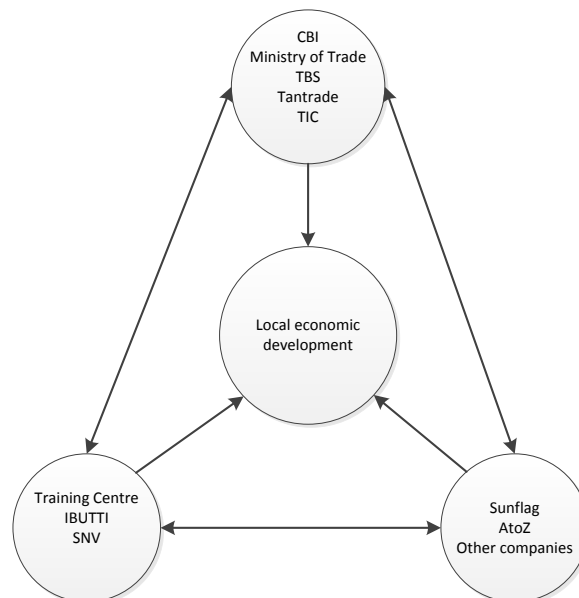 CBI
Ministry of Trade
TBS
Tantrade
TIC
Local economic
development
Training Centre
IBUTTI
SNV
Sunflag
AtoZ
Other companies